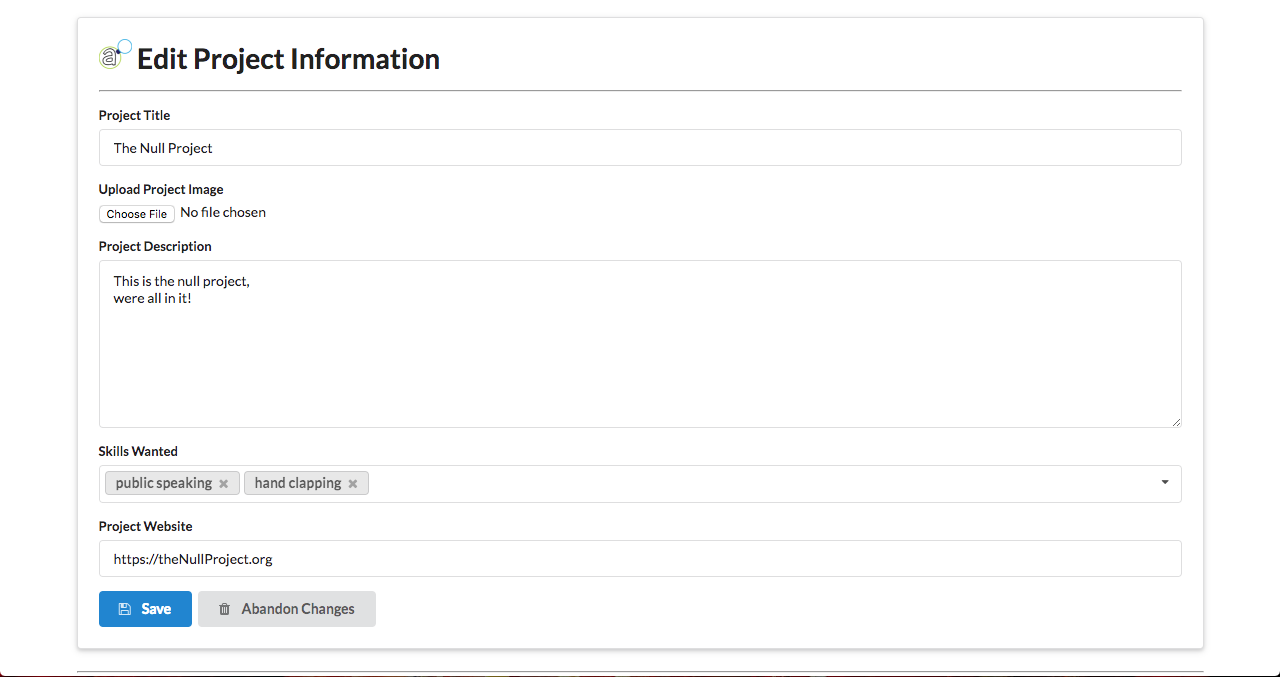 a
Edit Project Information
Project Title
The Null Project
Upload Project Image
Choose File No file chosen
Project Description
This is the null project,
were all in it!
Skills Wanted
public speaking × hand clapping ×
Project Website
https://theNullProject.org
Save Abandon Changes